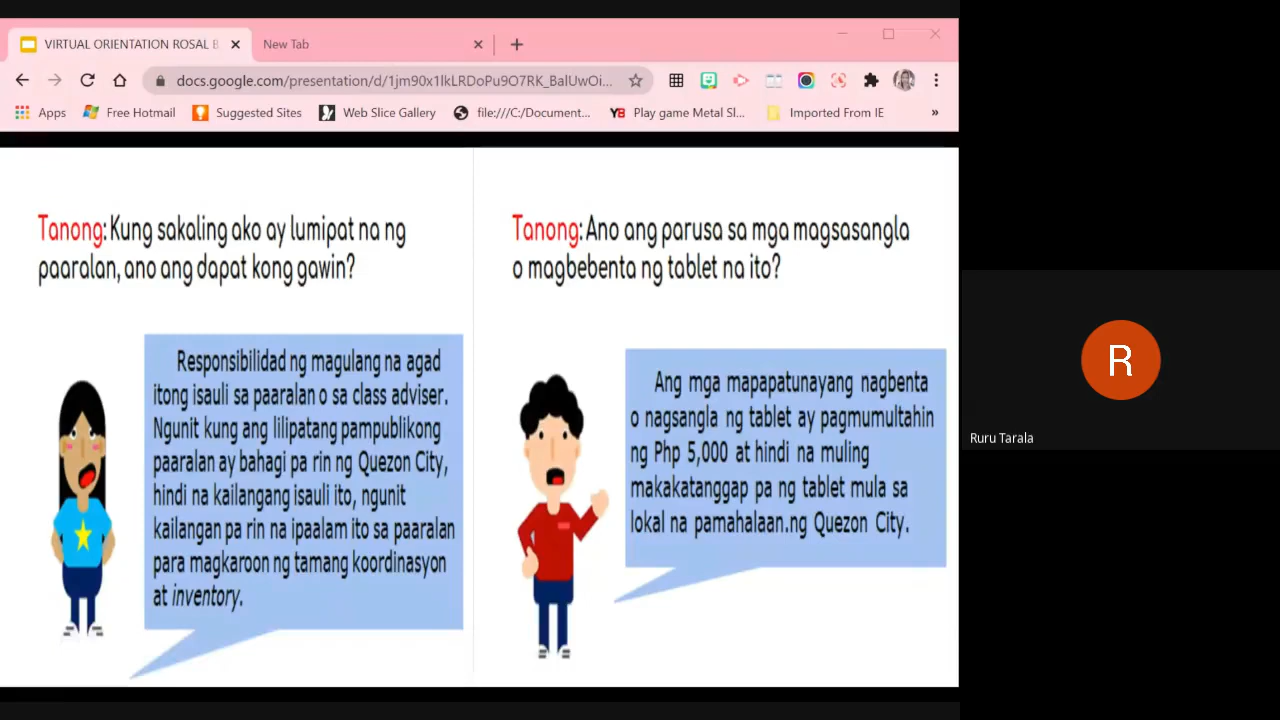 VIRTUAL ORIENTATION ROSAL B
New Tab
docs.google.com/presentation/d/1jm90x1lkLRDoPu9O7RK_BalUwOi...
Apps
Free Hotmail
Suggested Sites
Web Slice Gallery
file:///C:/Document...
YB
Play game Metal Sl...
Imported From IE
»
Tanong: Kung sakaling ako ay lumipat na ng
paaralan, ano ang dapat kong gawin?
Responsibilidad ng magulang na agad
itong isauli sa paaralan o sa class adviser.
Ngunit kung ang lilipatang pampublikong
paaralan ay bahagi pa rin ng Quezon City,
hindi na kailangang isauli ito, ngunit
kailangan pa rin na ipaalam ito sa paaralan
para magkaroon ng tamang koordinasyon
at inventory.
Tanong: Ano ang parusa sa mga magsasangla
o magbebenta ng tablet na ito?
Ang mga mapapatunayang nagbenta
o nagsangla ng tablet ay pagmumultahin
ng Php 5,000 at hindi na muling
makakatanggap pa ng tablet mula sa
lokal na pamahalaan.ng Quezon City.
R
Ruru Tarala